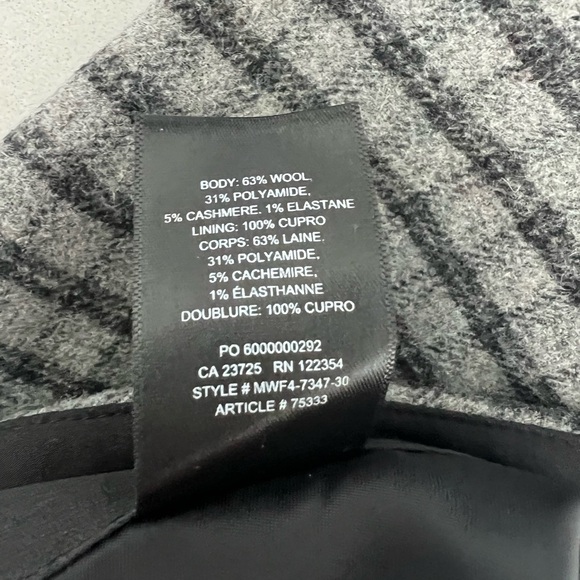 BODY: 63% WOOL,
31% POLYAMIDE,
5% CASHMERE, 1% ELASTANE
LINING: 100% CUPRO
CORPS: 63% LAINE,
31% POLYAMIDE,
5% CACHEMIRE,
1% ÉLASTHANNE
DOUBLURE: 100% CUPRO
PO 6000000292
CA 23725 RN 122354
STYLE # MWF4-7347-30
ARTICLE # 75333